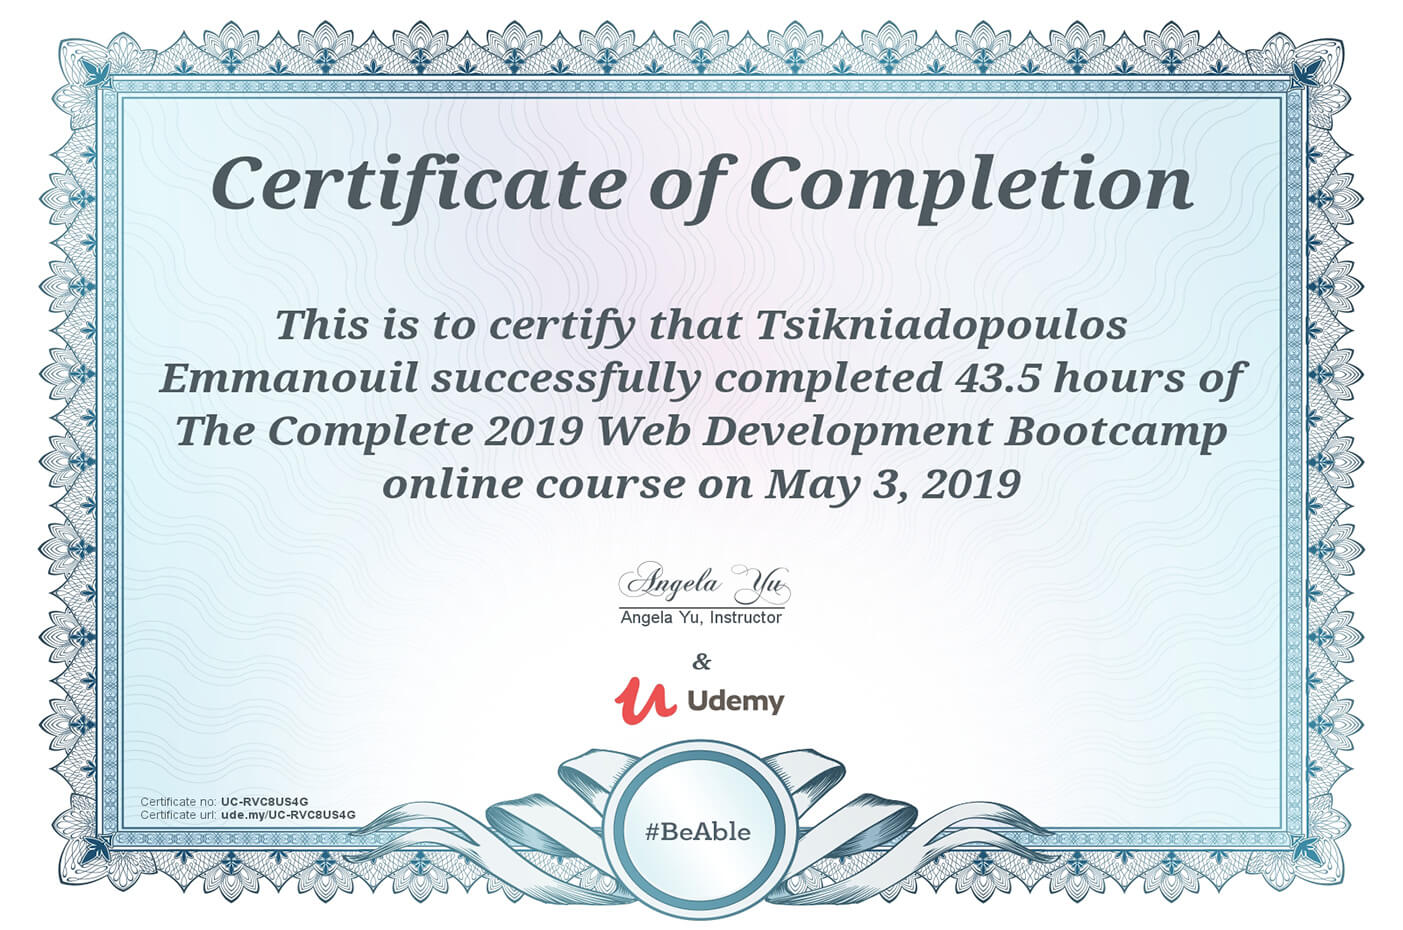 Certificate of Completion
This is to certify that Tsikniadopoulos
Emmanouil successfully completed 43.5 hours of
The Complete 2019 Web Development Bootcamp
online course on May 3, 2019
Angela Yu
Angela Yu, Instructor
&
Udemy
Certificate no: UC-RVC8US4G
Certificate url: ude.my/UC-RVC8US4G
#BeAble